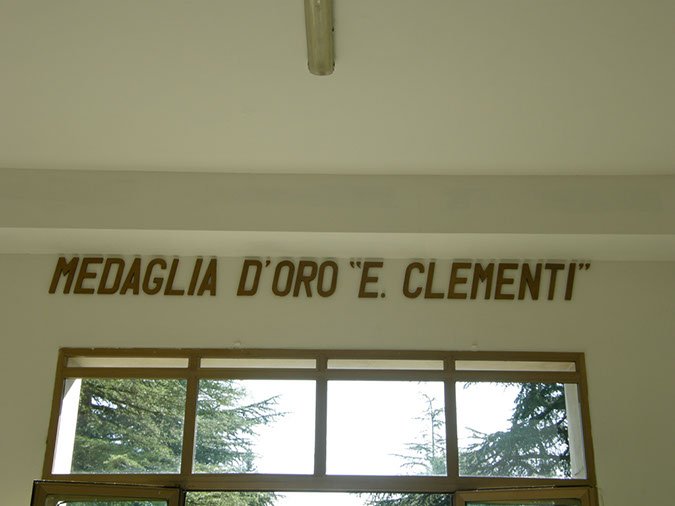 MEDAGLIA D'ORO "E. CLEMENTI"